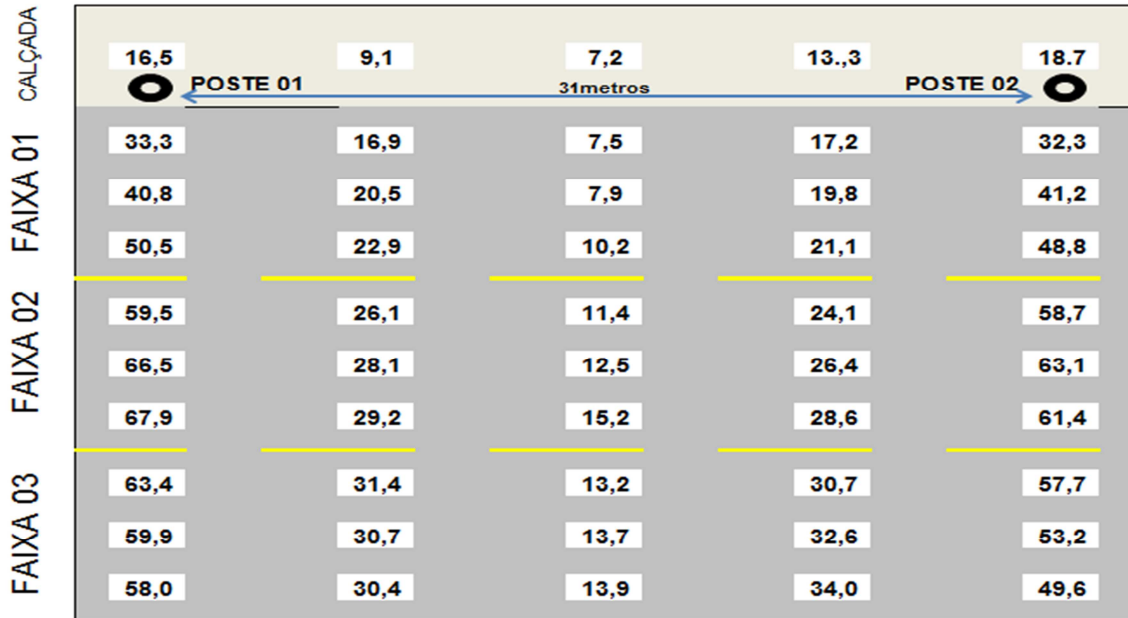 CALÇADA
16,5 9,1 7,2 13.,3 18.7
POSTE 01 31metros POSTE 02
FAIXA 01
33,3 16,9 7,5 17,2 32,3
40,8 20,5 7,9 19,8 41,2
50,5 22,9 10,2 21,1 48,8
FAIXA 02
59,5 26,1 11,4 24,1 58,7
66,5 28,1 12,5 26,4 63,1
67,9 29,2 15,2 28,6 61,4
FAIXA 03
63,4 31,4 13,2 30,7 57,7
59,9 30,7 13,7 32,6 53,2
58,0 30,4 13,9 34,0 49,6